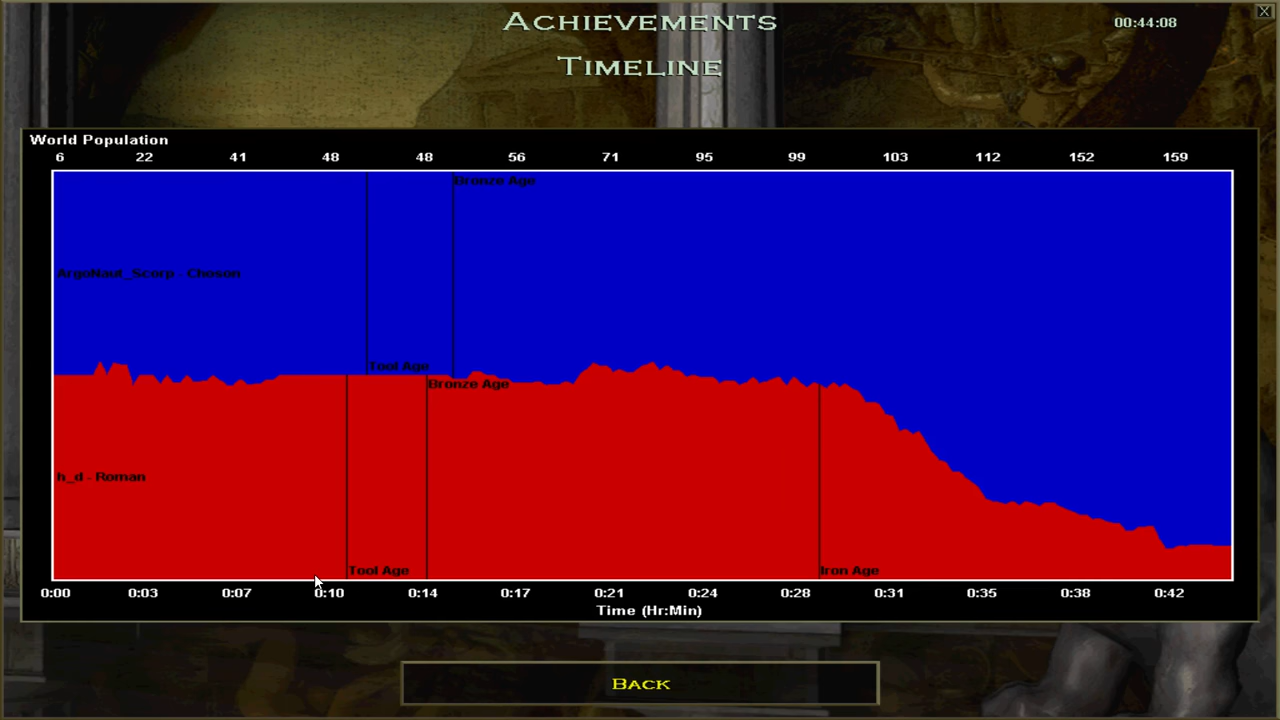 ACHIEVEMENTS
00:44:08
X
TIMELINE
World Population
6 22 41 48 48 56 71 95 99 103 112 152 159
Bronze Age
ArgoNaut_Scorp - Choson
Tool Age
Bronze Age
h_d - Roman
Tool Age
Iron Age
0:00 0:03 0:07 0:10 0:14 0:17 0:21 0:24 0:28 0:31 0:35 0:38 0:42
Time (Hr:Min)
BACK